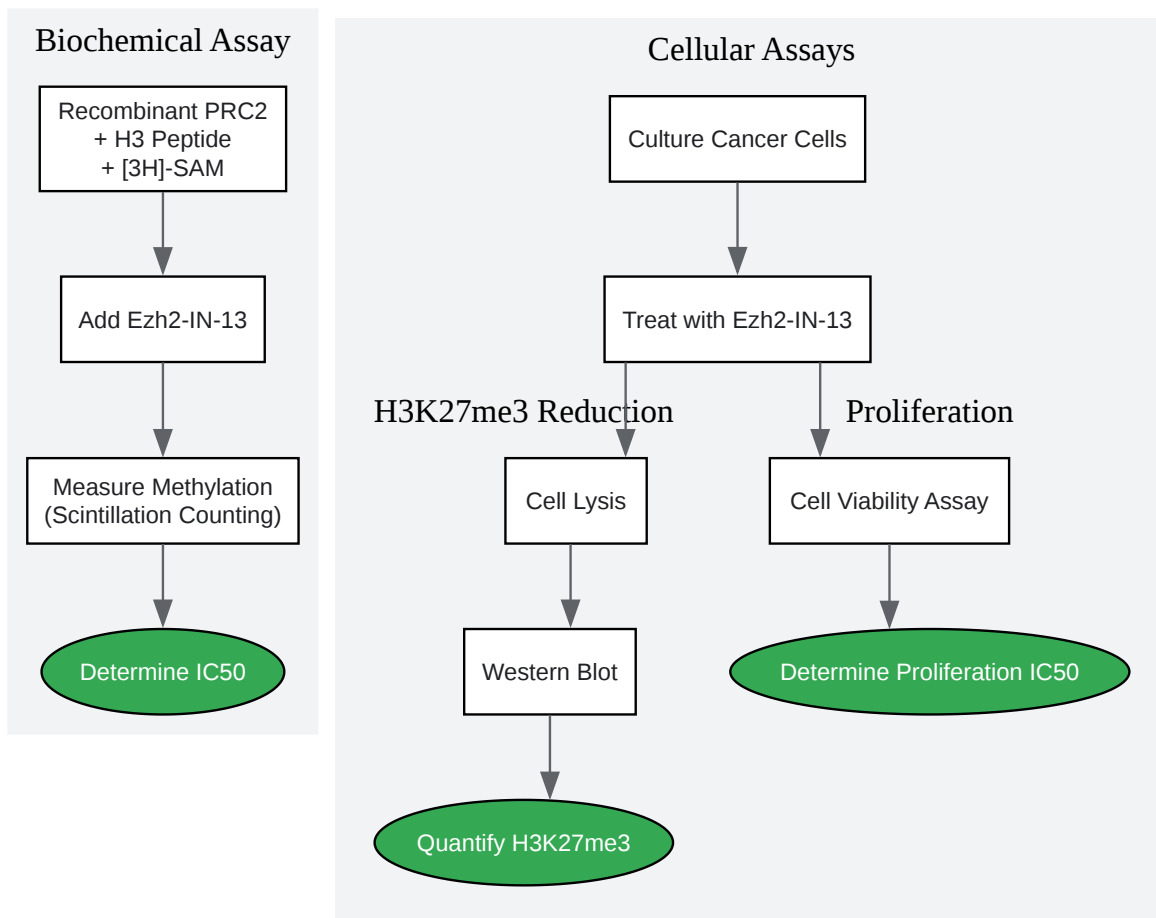 Biochemical Assay
Recombinant PRC2
+ H3 Peptide
+ [3H]-SAM
Add Ezh2-IN-13
Measure Methylation
(Scintillation Counting)
Determine IC50
Cellular Assays
Culture Cancer Cells
Treat with Ezh2-IN-13
H3K27me3 Reduction
Cell Lysis
Western Blot
Quantify H3K27me3
Proliferation
Cell Viability Assay
Determine Proliferation IC50